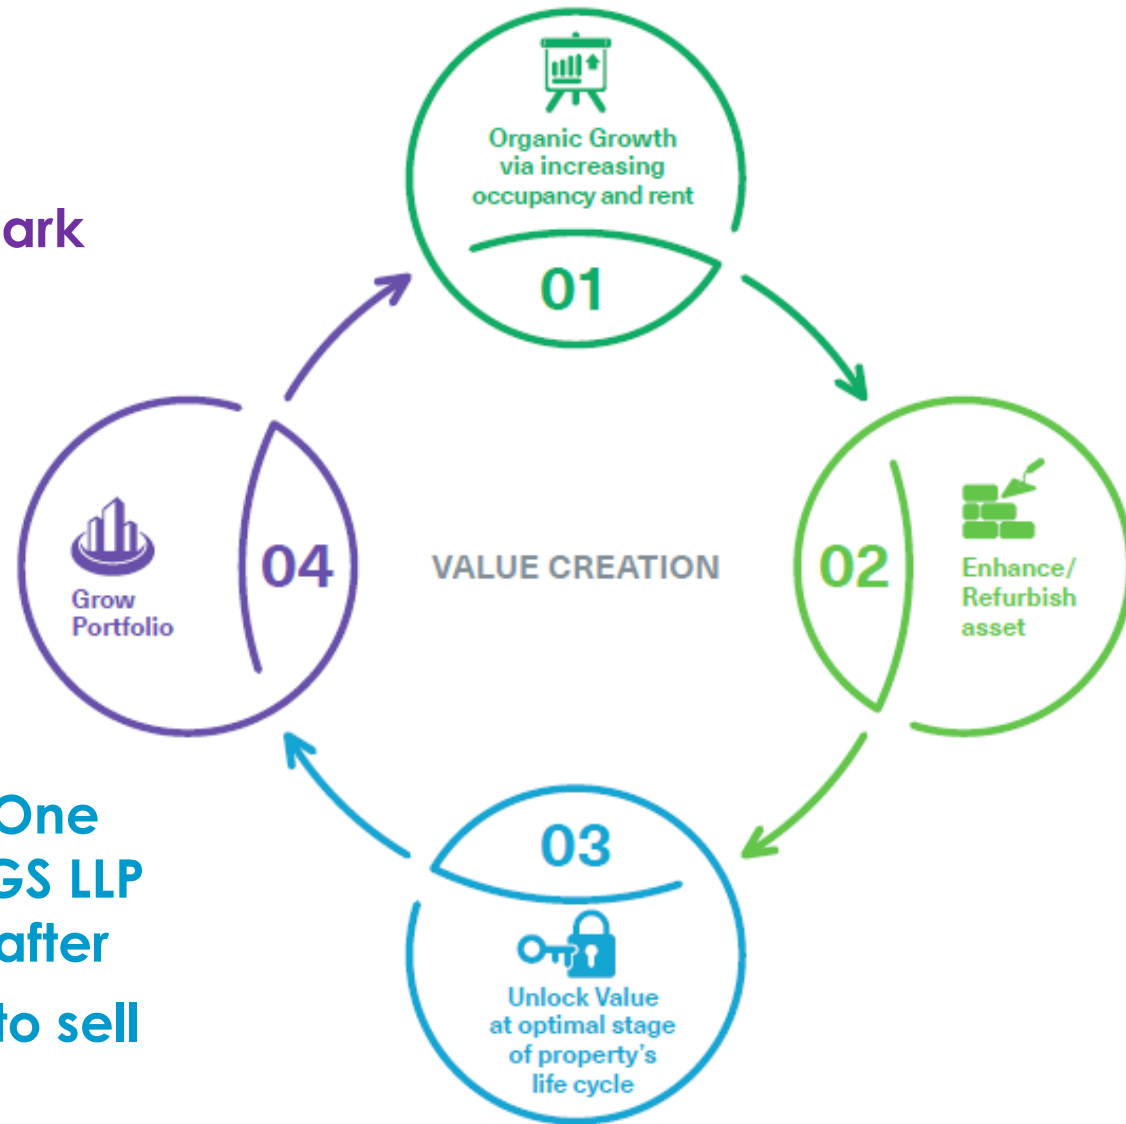 Organic Growth
via increasing
occupancy and rent
01
ark
04
Grow
Portfolio
VALUE CREATION
02
Enhance/
Refurbish
asset
One
GS LLP
after
to sell
03
Unlock Value
at optimal stage
of property's
life cycle